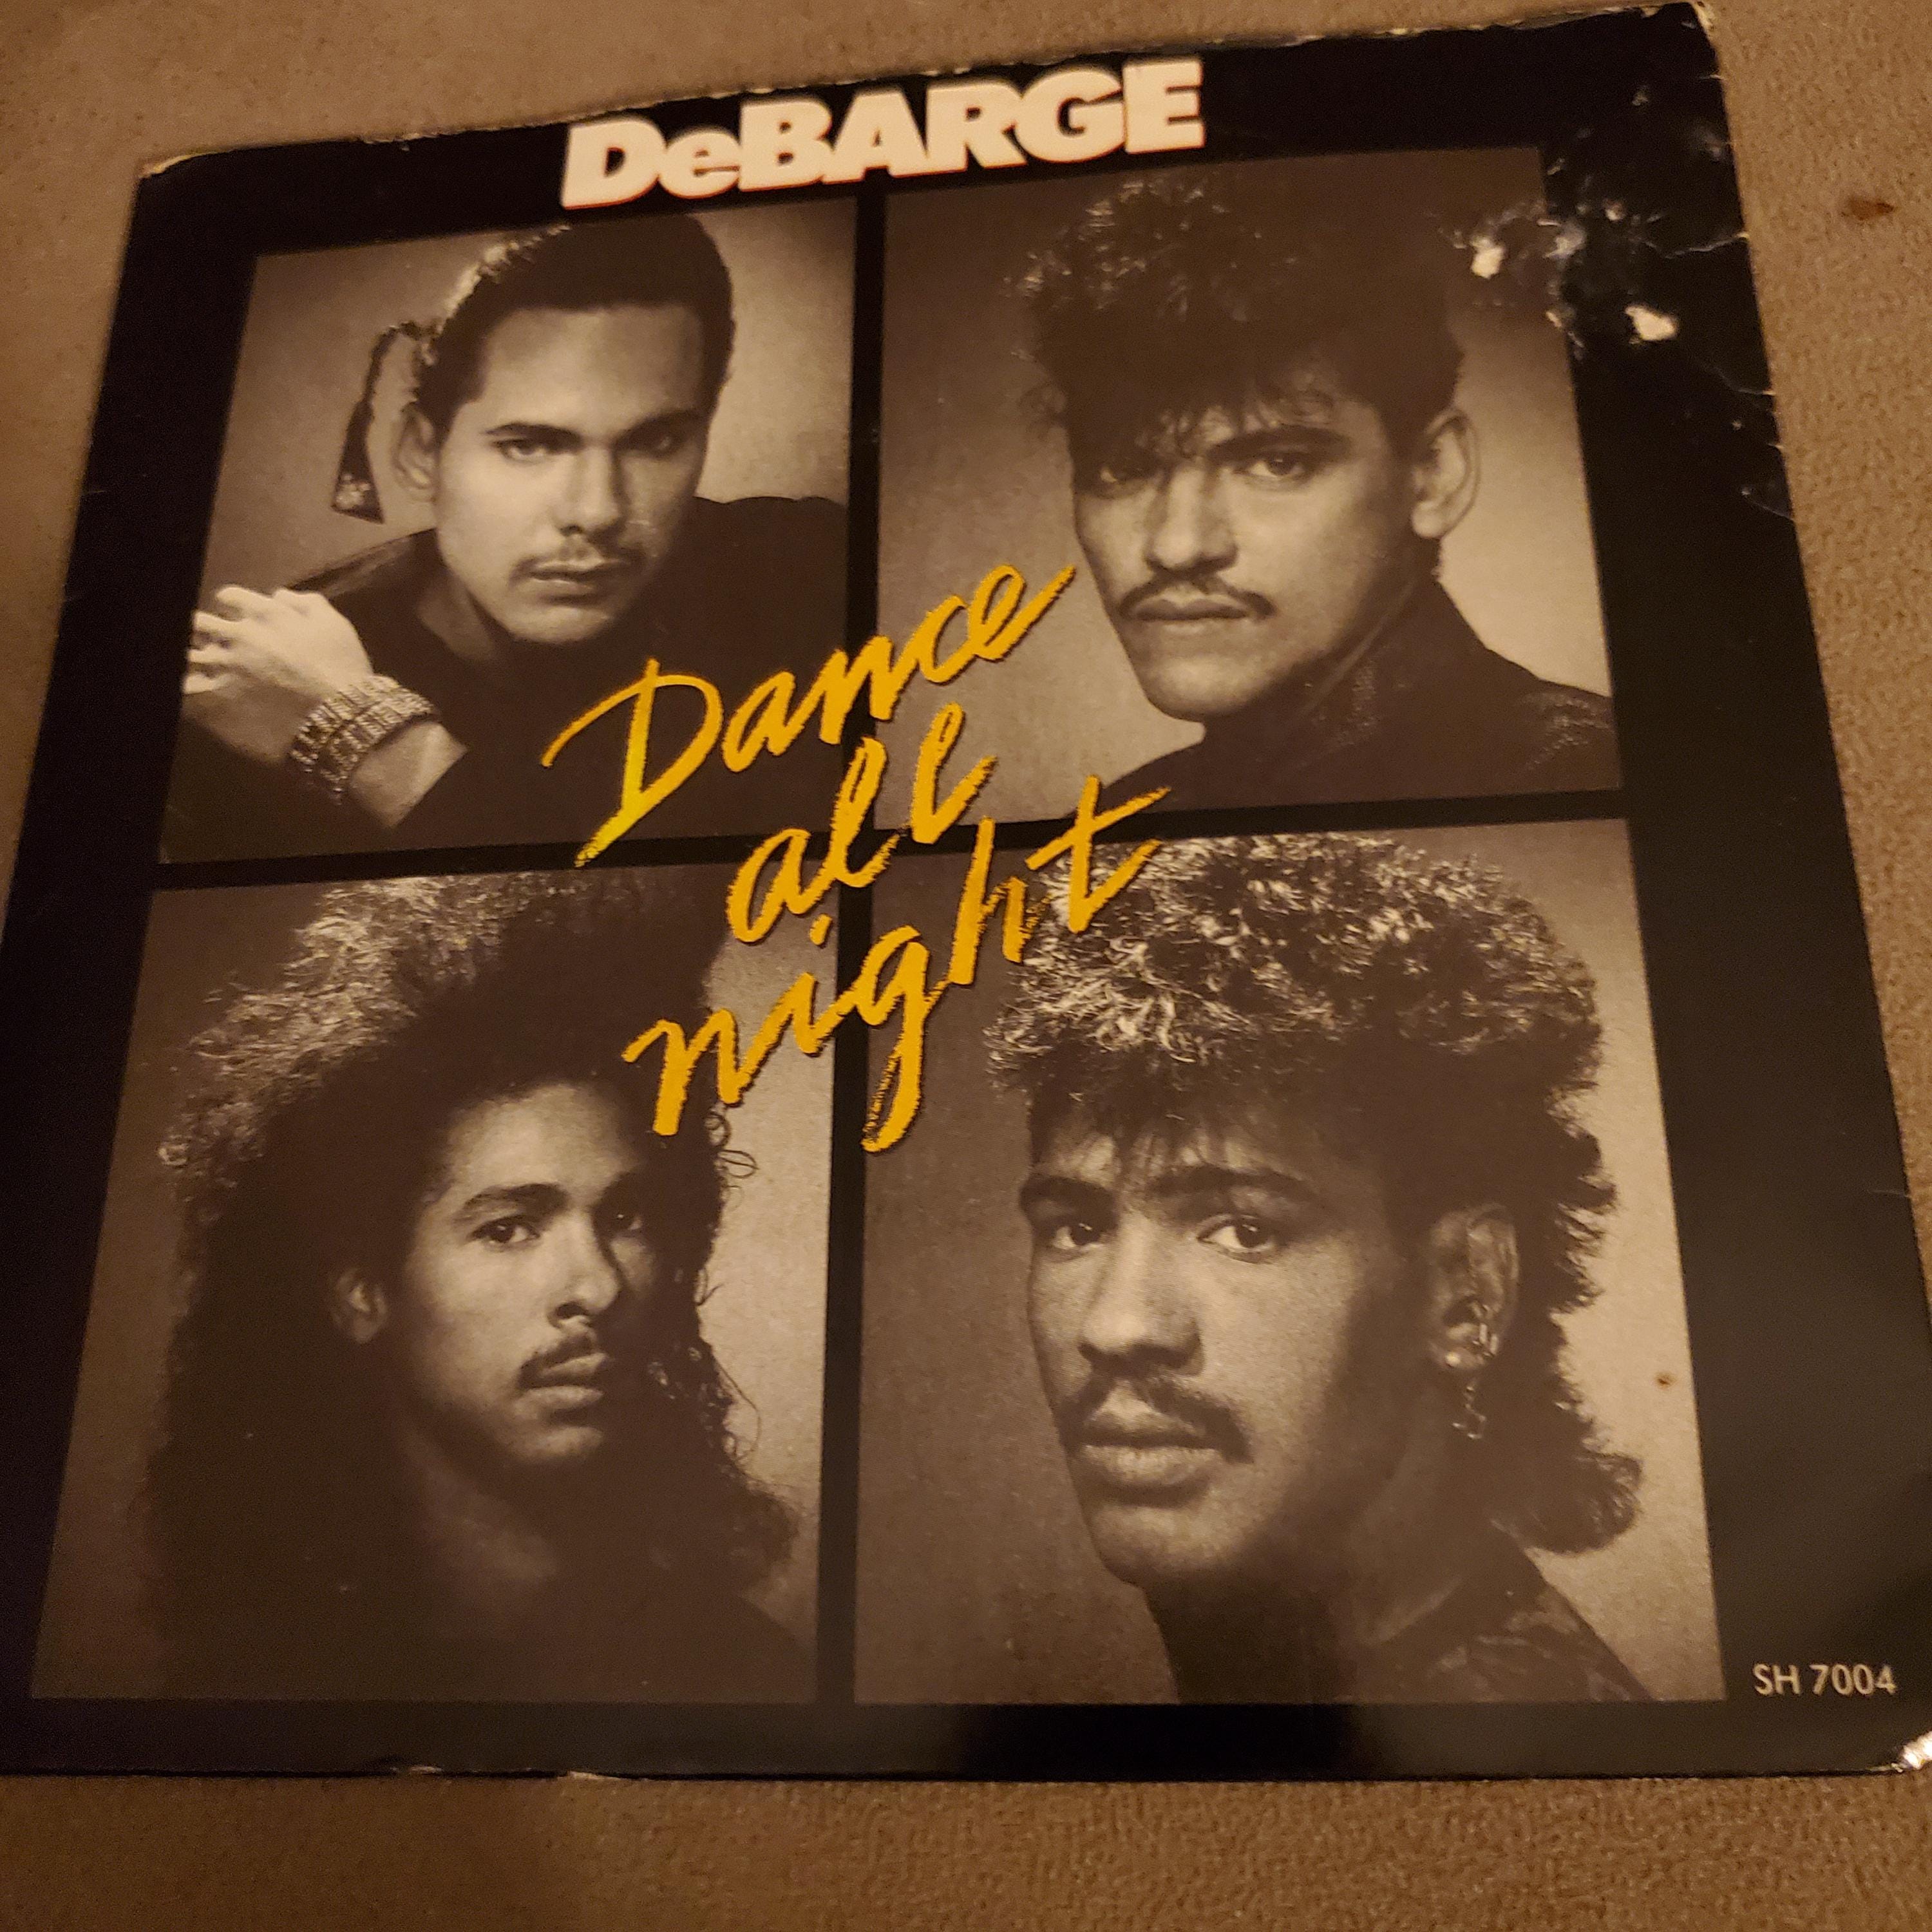 DeBARGE
Dance
all
night
SH 7004